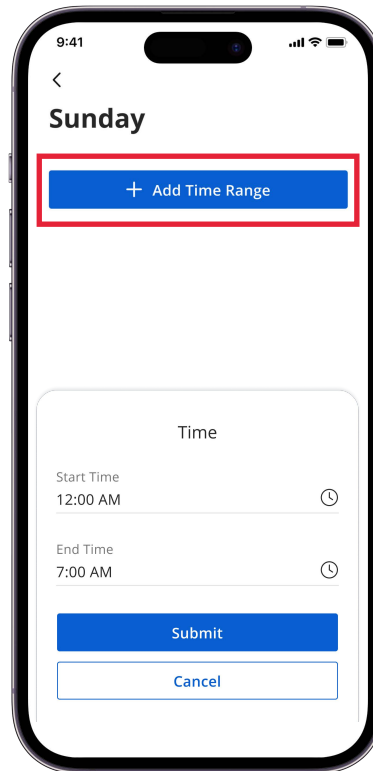 9:41
Sunday
+ Add Time Range
Time
Start Time
12:00 AM
End Time
7:00 AM
Submit
Cancel